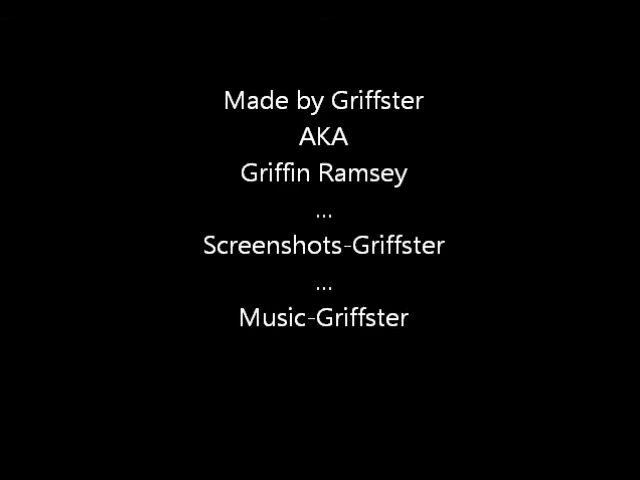 Made by Griffster
AKA
Griffin Ramsey
...
Screenshots-Griffster
...
Music-Griffster